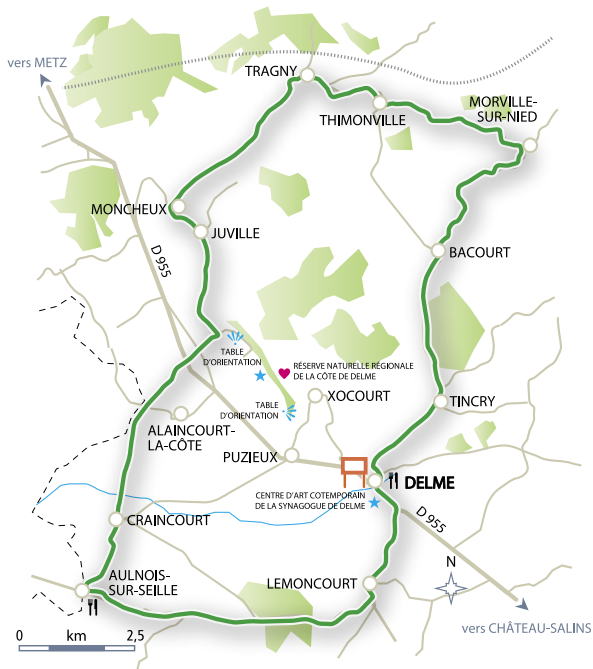 vers METZ
TRAGNY
THIMONVILLE
MORVILLE-
SUR-NIED
MONCHEUX
JUVILLE
D 955
BACOURT
TABLE
D'ORIENTATION
RÉSERVE NATURELLE RÉGIONALE
DE LA CÔTE DE DELME
XOCOURT
TINCRY
TABLE
D'ORIENTATION
ALAINCOURT-
LA-CÔTE
PUZIEUX
DELME
CENTRE D'ART COTEMPORAIN
DE LA SYNAGOGUE DE DELME
D 955
CRAINCOURT
N
AULNOIS-
SUR-SEILLE
LEMONCOURT
vers CHÂTEAU-SALINS
0 km 2,5